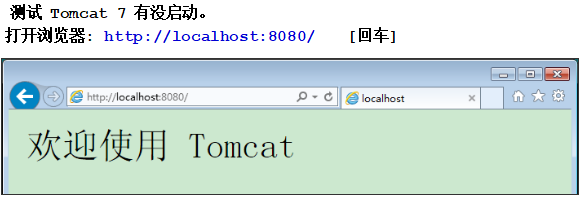 测试 Tomcat 7 有没启动。
打开浏览器: http://localhost:8080/ [回车]
http://localhost:8080/
localhost
欢迎使用 Tomcat